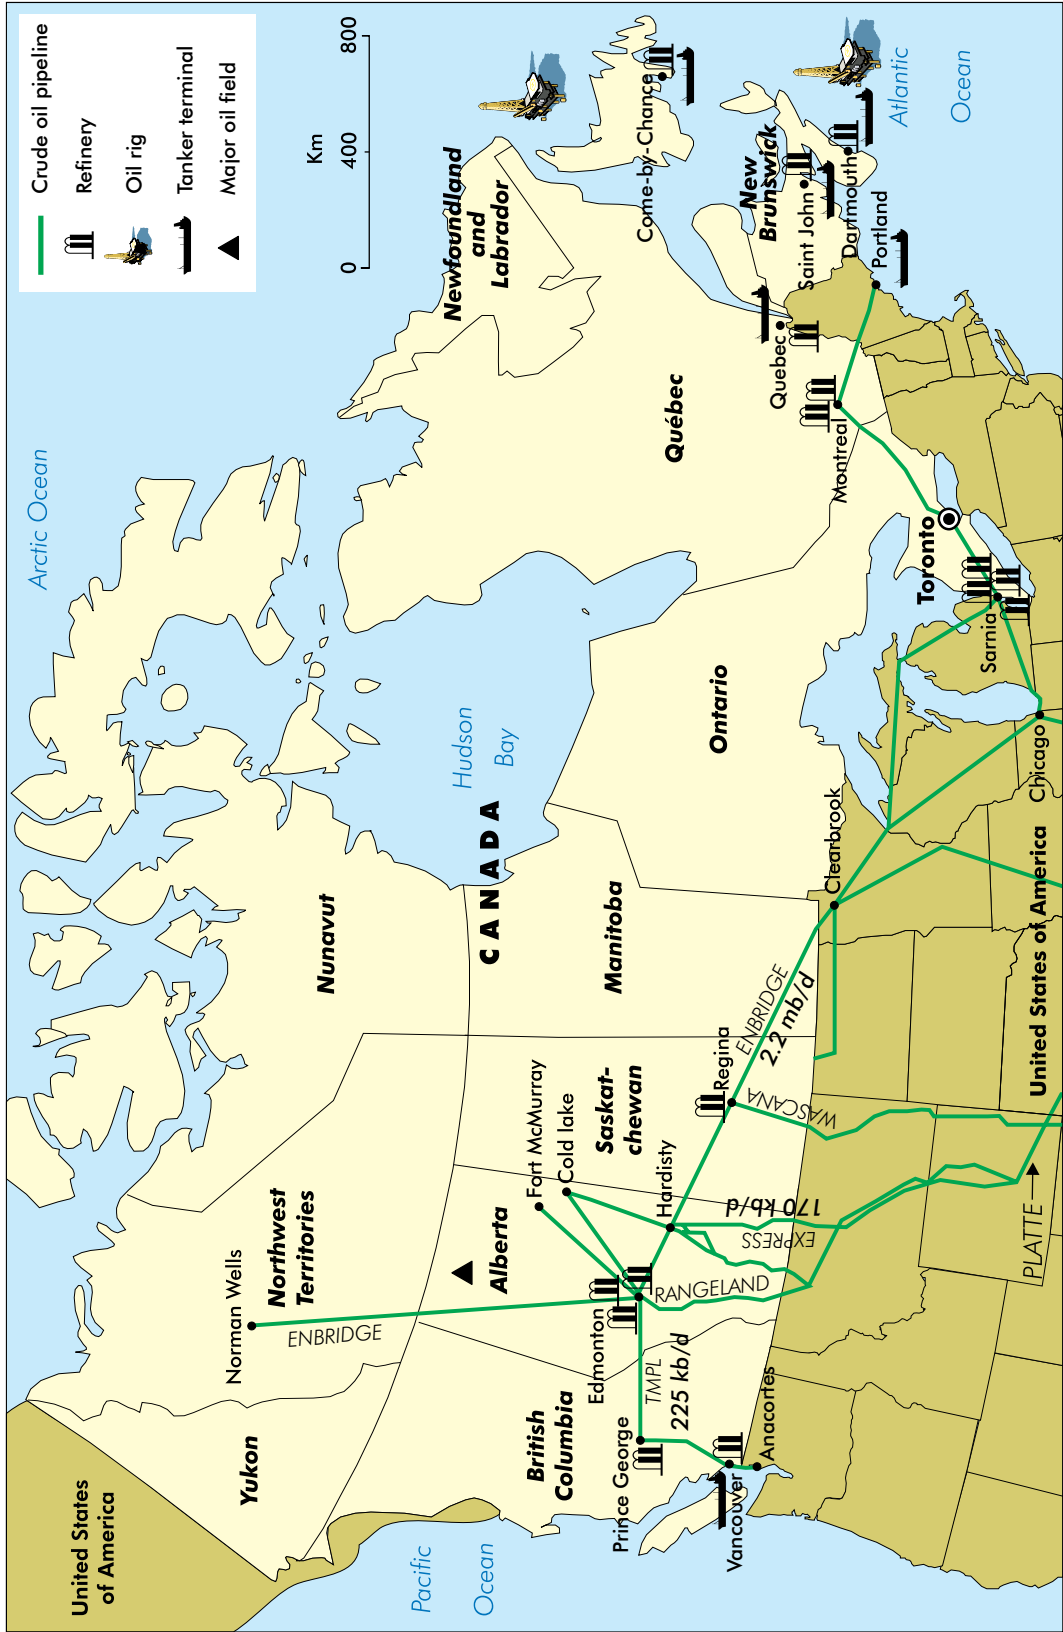 Crude oil pipeline
Refinery
Oil rig
Tanker terminal
Major oil field
Km
0
400
800
Arctic Ocean
United States
of America
Yukon
Norman Wells
ENBRIDGE
Northwest
Territories
Nunavut
Newfoundland
and
Labrador
Hudson
Bay
CANADA
Pacific
Ocean
British
Columbia
Alberta
Fort McMurray
Cold lake
Saskat-
chewan
Manitoba
Ontario
Québec
Come-by-Chance
New
Brunswick
Saint John
Dartmouth
Portland
Atlantic
Ocean
Quebec
Montreal
Toronto
Sarnia
Chicago
Clearbrook
ENBRIDGE
2.2 mb/d
Regina
WASCANA
Hardisty
170 kb/d
EXPRESS
RANGELAND
Edmonton
TMPL
225 kb/d
Prince George
Vancouver
Anacortes
PLATTE
United States of America